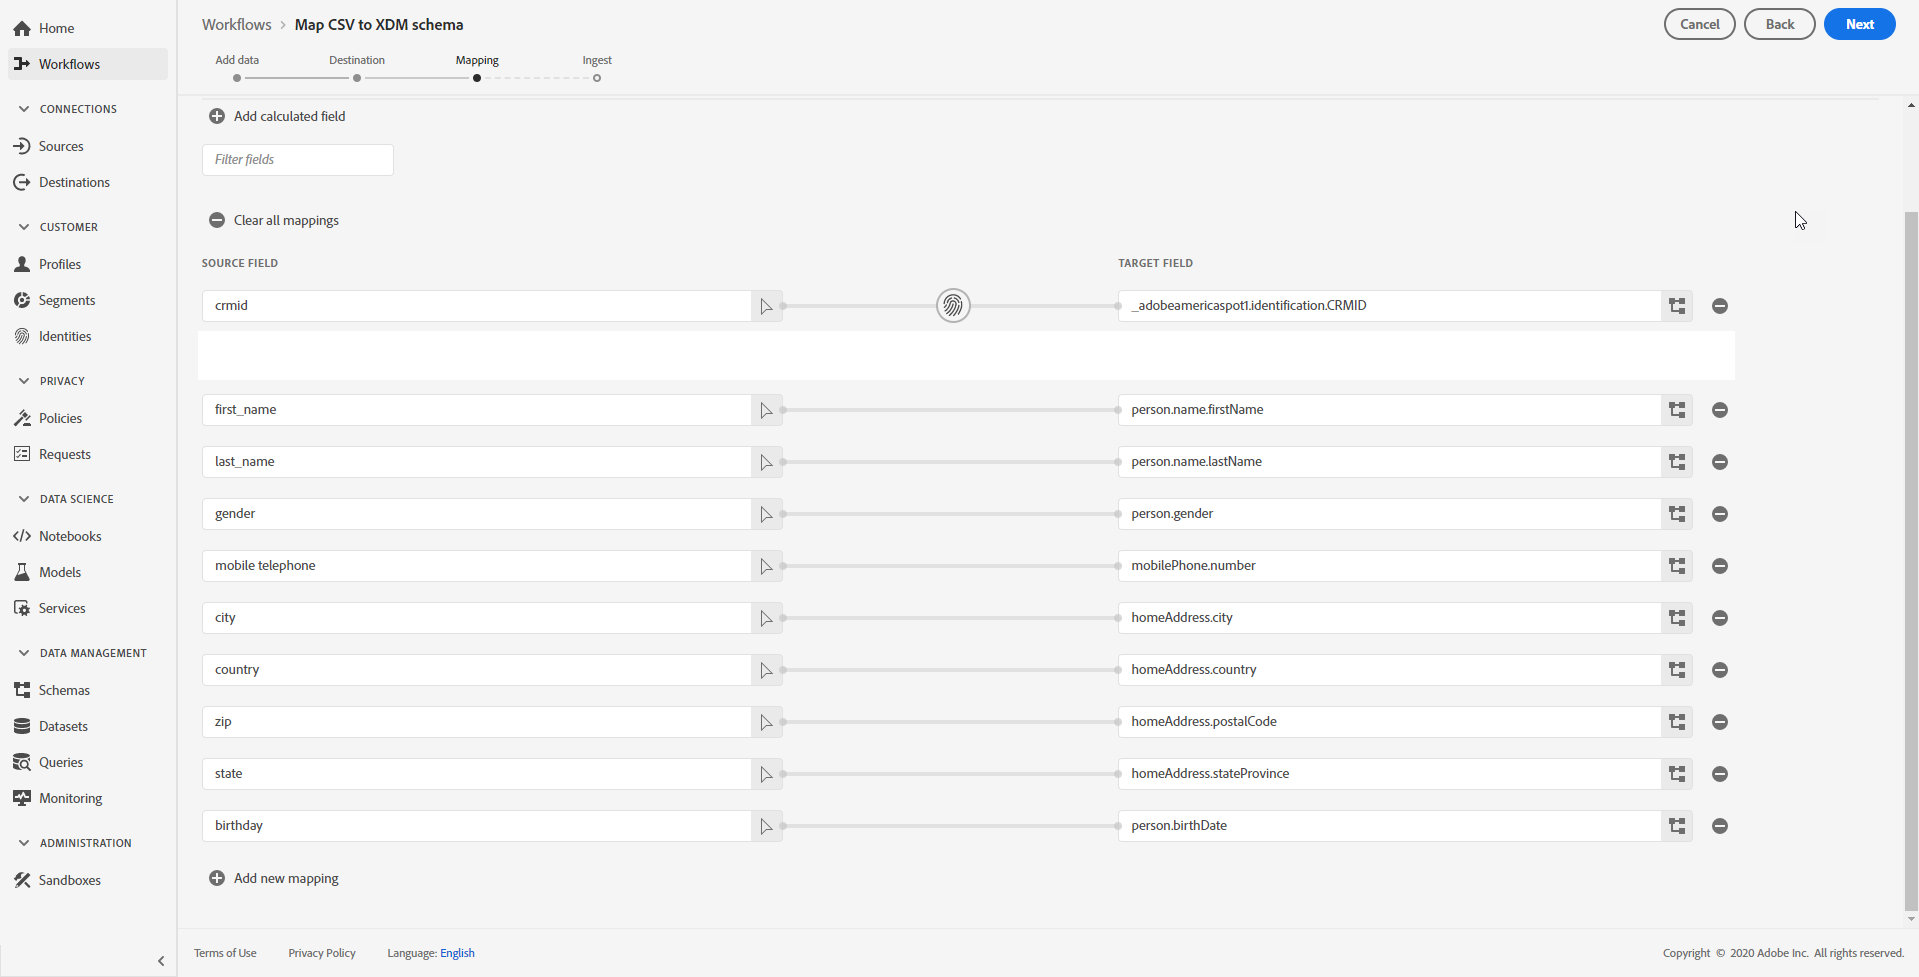 Home
Workflows
CONNECTIONS
Sources
Destinations
CUSTOMER
Profiles
Segments
Identities
PRIVACY
Policies
Requests
DATA SCIENCE
Notebooks
Models
Services
DATA MANAGEMENT
Schemas
Datasets
Queries
Monitoring
ADMINISTRATION
Sandboxes
Workflows > Map CSV to XDM schema
Cancel Back Next
Add data Destination Mapping Ingest
Add calculated field
Filter fields
Clear all mappings
SOURCE FIELD TARGET FIELD
crmid _adobeamericaspot1.identification.CRMID
first_name person.name.firstName
last_name person.name.lastName
gender person.gender
mobile telephone mobilePhone.number
city homeAddress.city
country homeAddress.country
zip homeAddress.postalCode
state homeAddress.stateProvince
birthday person.birthDate
Add new mapping
Terms of Use Privacy Policy Language: English Copyright © 2020 Adobe Inc. All rights reserved.